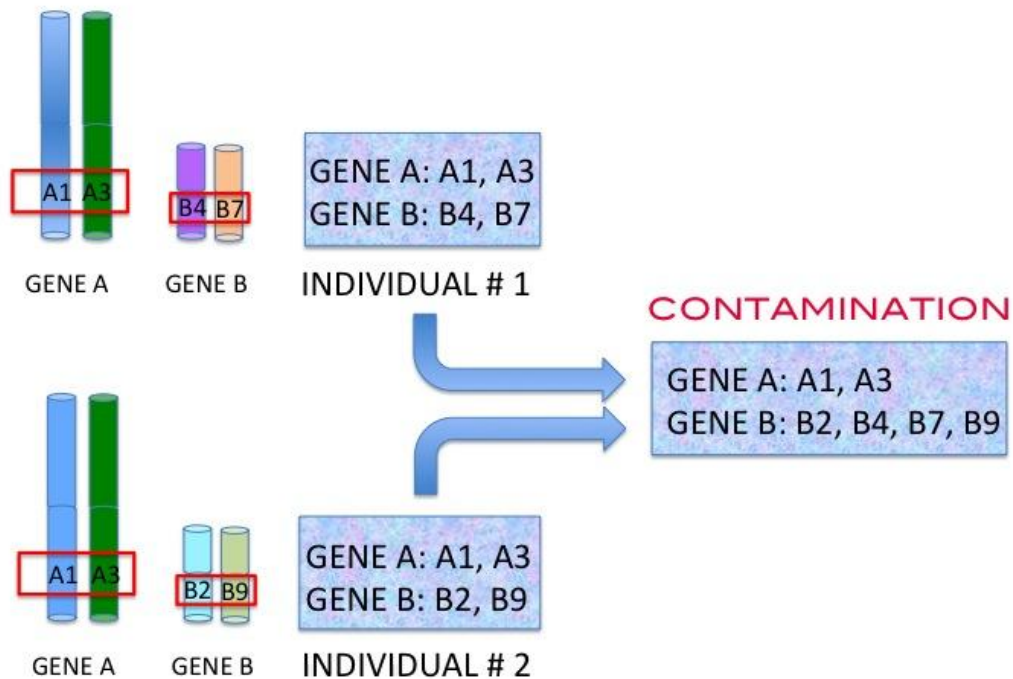 A1 A3
B4 B7
GENE A
GENE B
GENE A: A1, A3
GENE B: B4, B7
INDIVIDUAL # 1
CONTAMINATION
GENE A: A1, A3
GENE B: B2, B4, B7, B9
A1 A3
B2 B9
GENE A
GENE B
GENE A: A1, A3
GENE B: B2, B9
INDIVIDUAL # 2